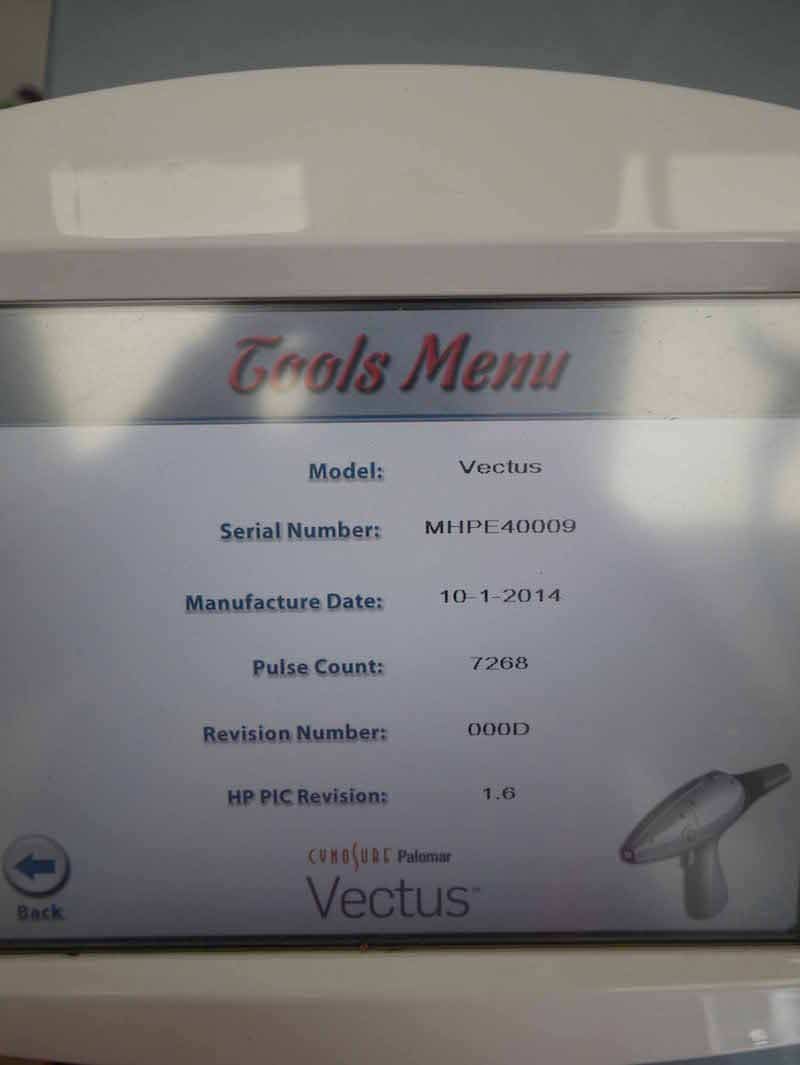 Tools Menu
Model: Vectus
Serial Number: MHPE40009
Manufacture Date: 10-1-2014
Pulse Count: 7268
Revision Number: 000D
HP PIC Revision: 1.6
CYNOSURE Palomar
Vectus™
Back